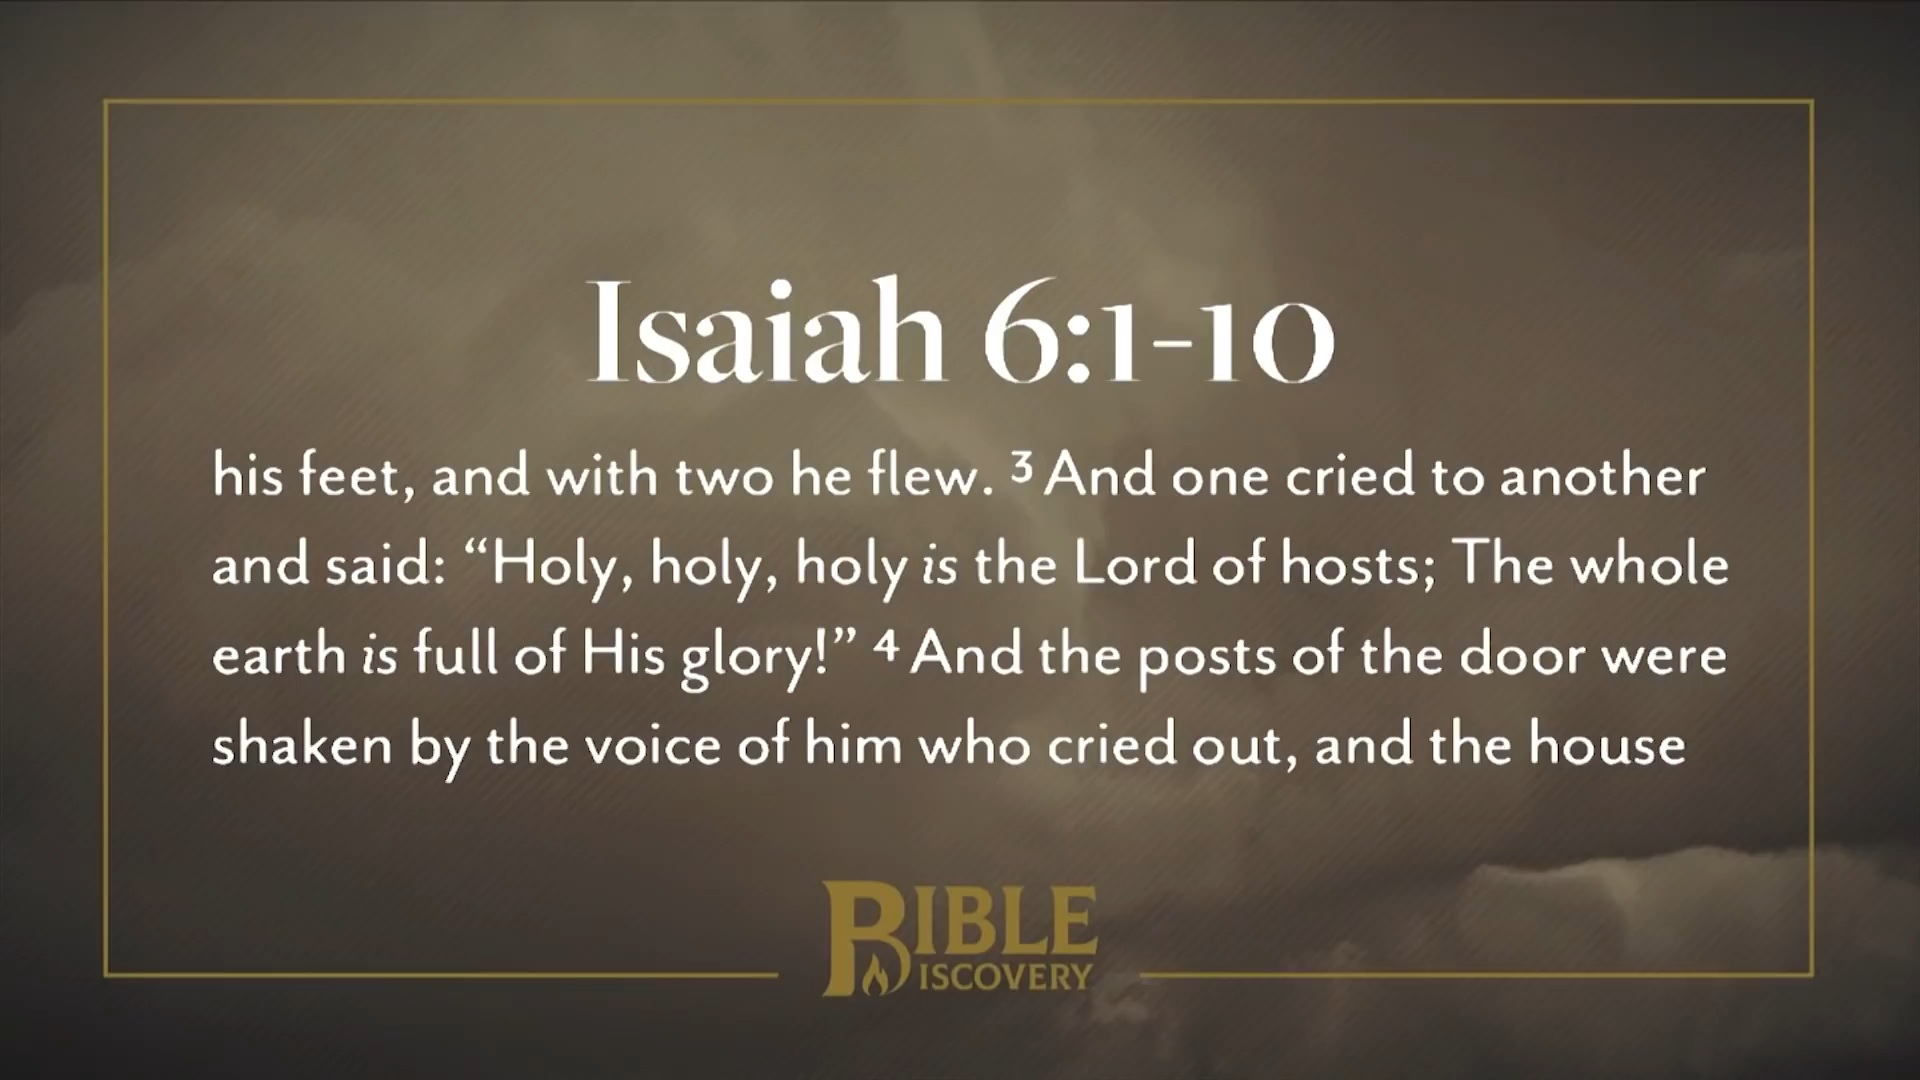 Isaiah 6:1-10
his feet, and with two he flew. 3 And one cried to another
and said: “Holy, holy, holy is the Lord of hosts; The whole
earth is full of His glory!” 4 And the posts of the door were
shaken by the voice of him who cried out, and the house
BIBLE
DISCOVERY